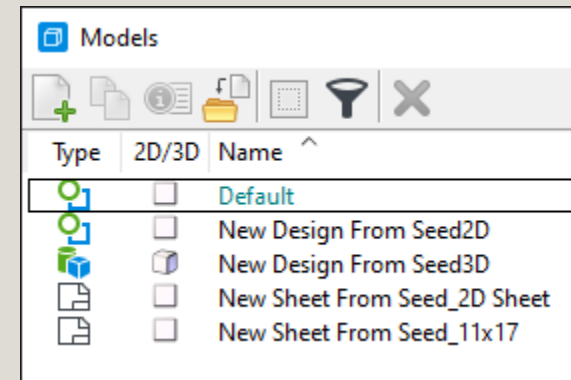 Models
Type 2D/3D Name
Default
New Design From Seed2D
New Design From Seed3D
New Sheet From Seed_2D Sheet
New Sheet From Seed_11x17